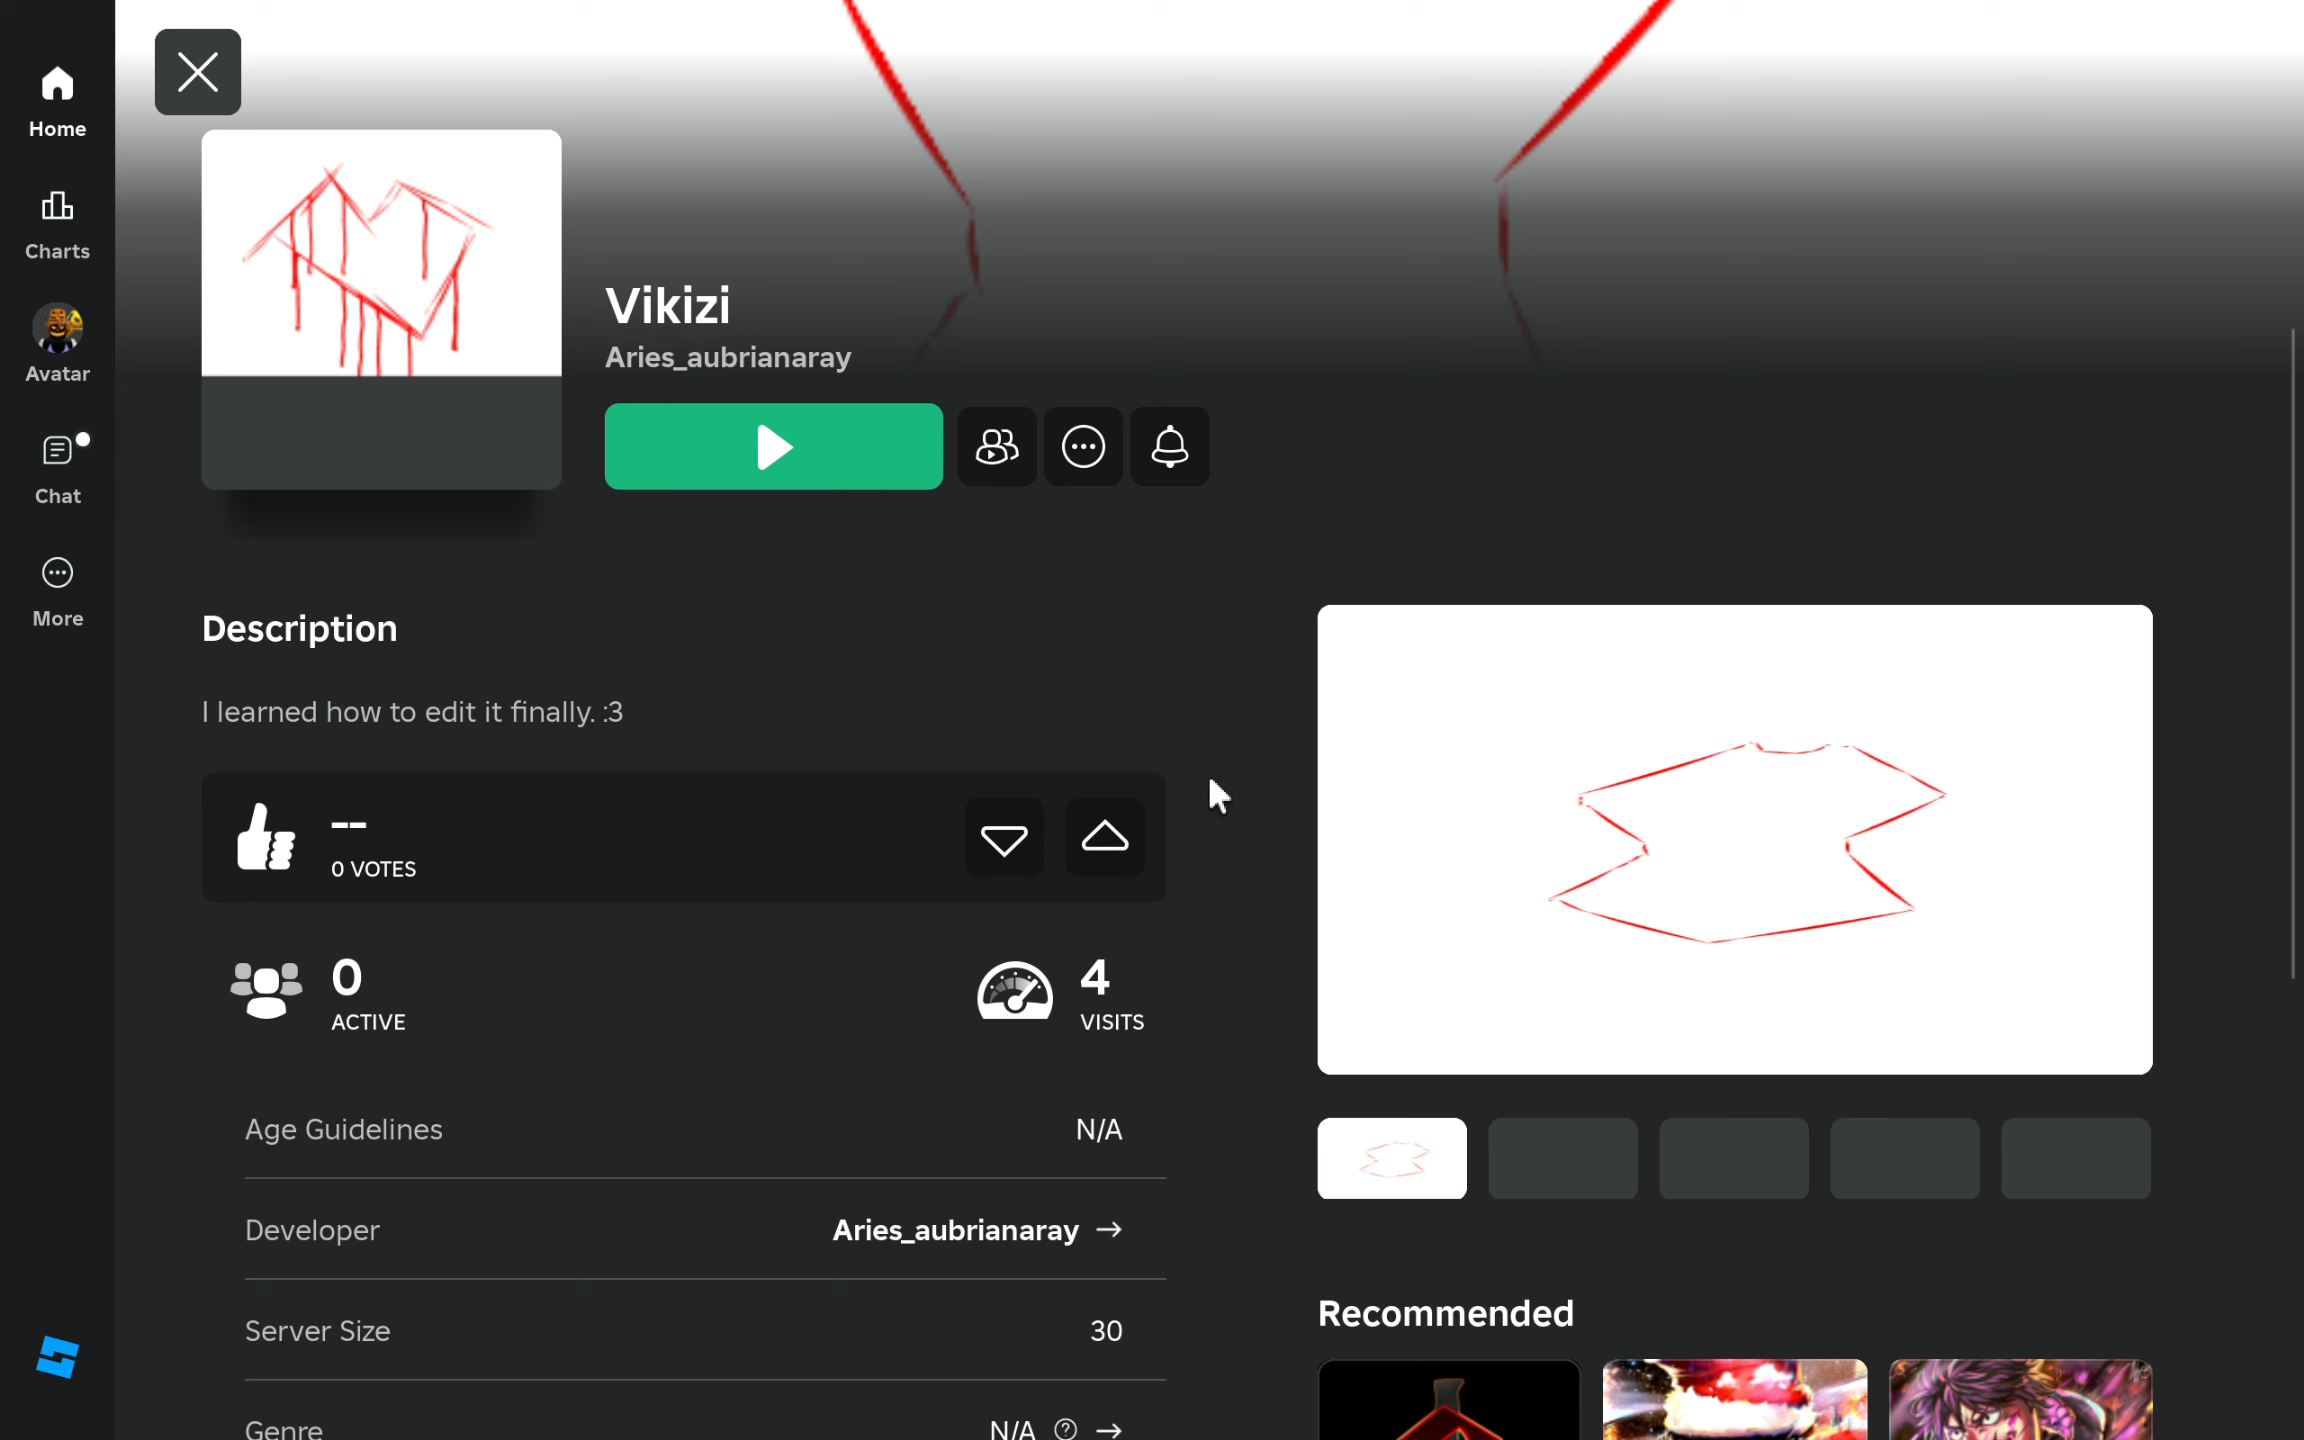 Home
Charts
Avatar
Chat
More
Vikizi
Aries_aubrianaray
Description
I learned how to edit it finally. :3
--
0 VOTES
0
ACTIVE
4
VISITS
Age Guidelines N/A
Developer Aries_aubrianaray →
Server Size 30
Genre N/A →
Recommended